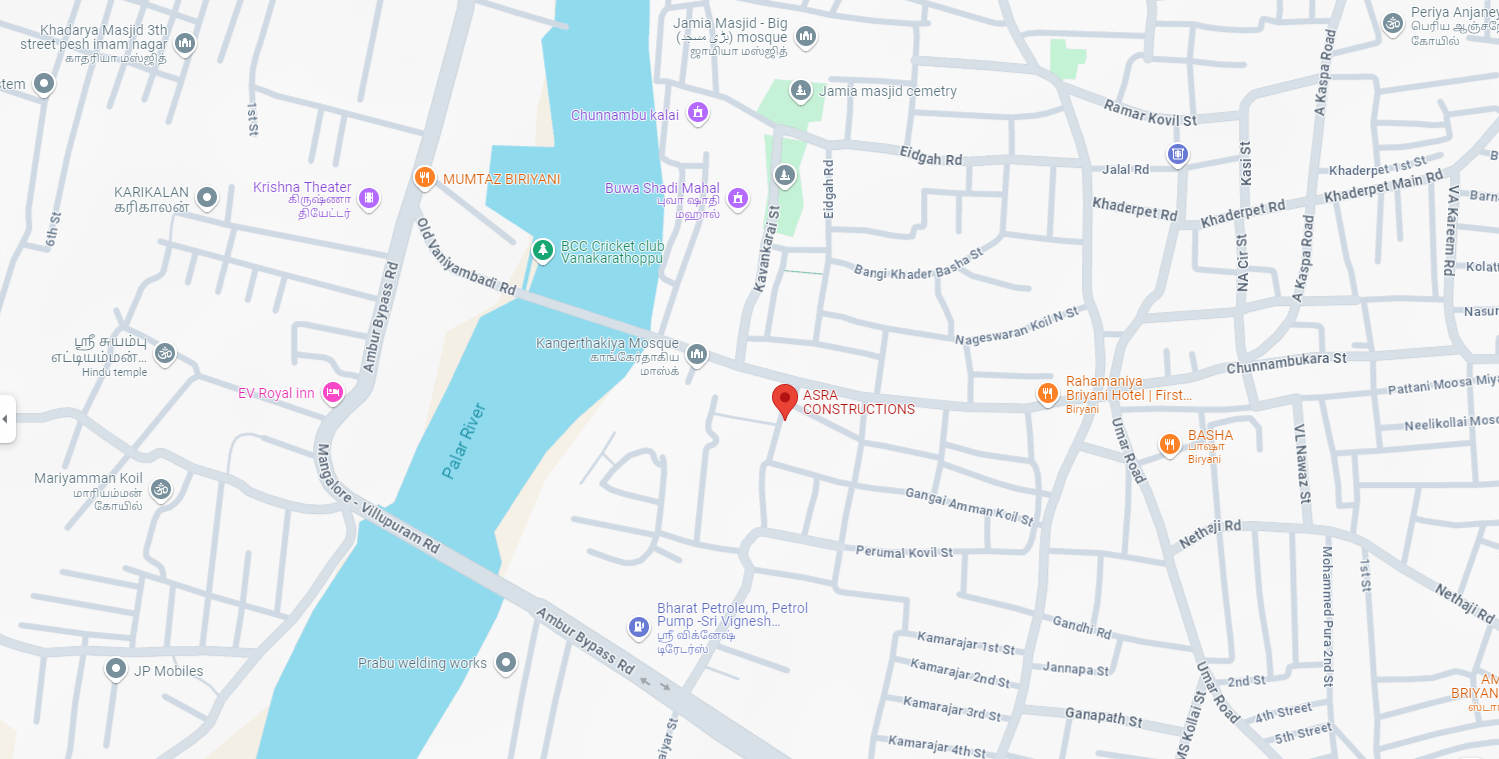 Khadarya Masjid 3th
street pesh imam nagar
காதரியாமஸ்ஜித்
1st St
KARIKALAN
கரிகாலன்
6th St
Krishna Theater
கிருஷ்ணா
தியேட்டர்
MUMTAZ BIRIYANI
Old Vaniyambadi Rd
Ambur Bypass Rd
BCC Cricket club
Vanakarathoppu
Jamia Masjid - Big
mosque (بڑی مسجد)
ஜாமியா மஸ்ஜித்
Chunnambu kalai
Jamia masjid cemetry
Buwa Shadi Mahal
புவா ஷாதி
மஹால்
Kavankarai St
Eidgah Rd
Eidgah Rd
Bangi Khader Basha St
Nageswaran Koil N St
Ramar Kovil St
Jalal Rd
Khaderpet Rd
Khaderpet Rd
Khaderpet 1st St
Khaderpet Main Rd
Kasi St
NA Cir St
A Kaspa Road
A Kaspa Road
VA Kareem Rd
Periya Anjaney
பெரிய ஆஞ்சநே
கோயில்
Barna
Kolatt
Nasur
ஸ்ரீ சுயம்பு
எட்டியம்மன்...
Hindu temple
EV Royal inn
Kangerthakiya Mosque
காங்கேரதாகிய
மாஸ்க்
ASRA
CONSTRUCTIONS
Rahamaniya
Briyani Hotel | First...
Biryani
BASHA
பாஷா
Biryani
Chunnambukara St
Pattani Moosa Miya
Neelikollai Mosq
VL Nawaz St
Umar Road
Palar River
Mangalore - Villupuram Rd
Mariyamman Koil
மாரியம்மன்
கோயில்
Gangai Amman Koil St
Perumal Kovil St
Nethaji Rd
Nethaji Rd
Mohammed Pura 2nd St
1st St
Bharat Petroleum, Petrol
Pump -Sri Vignesh...
ஸ்ரீ விக்னேஷ்
டிரேடர்ஸ்
Ambur Bypass Rd
Prabu welding works
JP Mobiles
Gandhi Rd
Kamarajar 1st St
Kamarajar 2nd St
Kamarajar 3rd St
Kamarajar 4th St
Jannapa St
Ganapath St
Umar Road
MS Kollai St
2nd St
4th Street
5th Street
AM
BRIYAN
ஸ்டா
aiyar St
stem